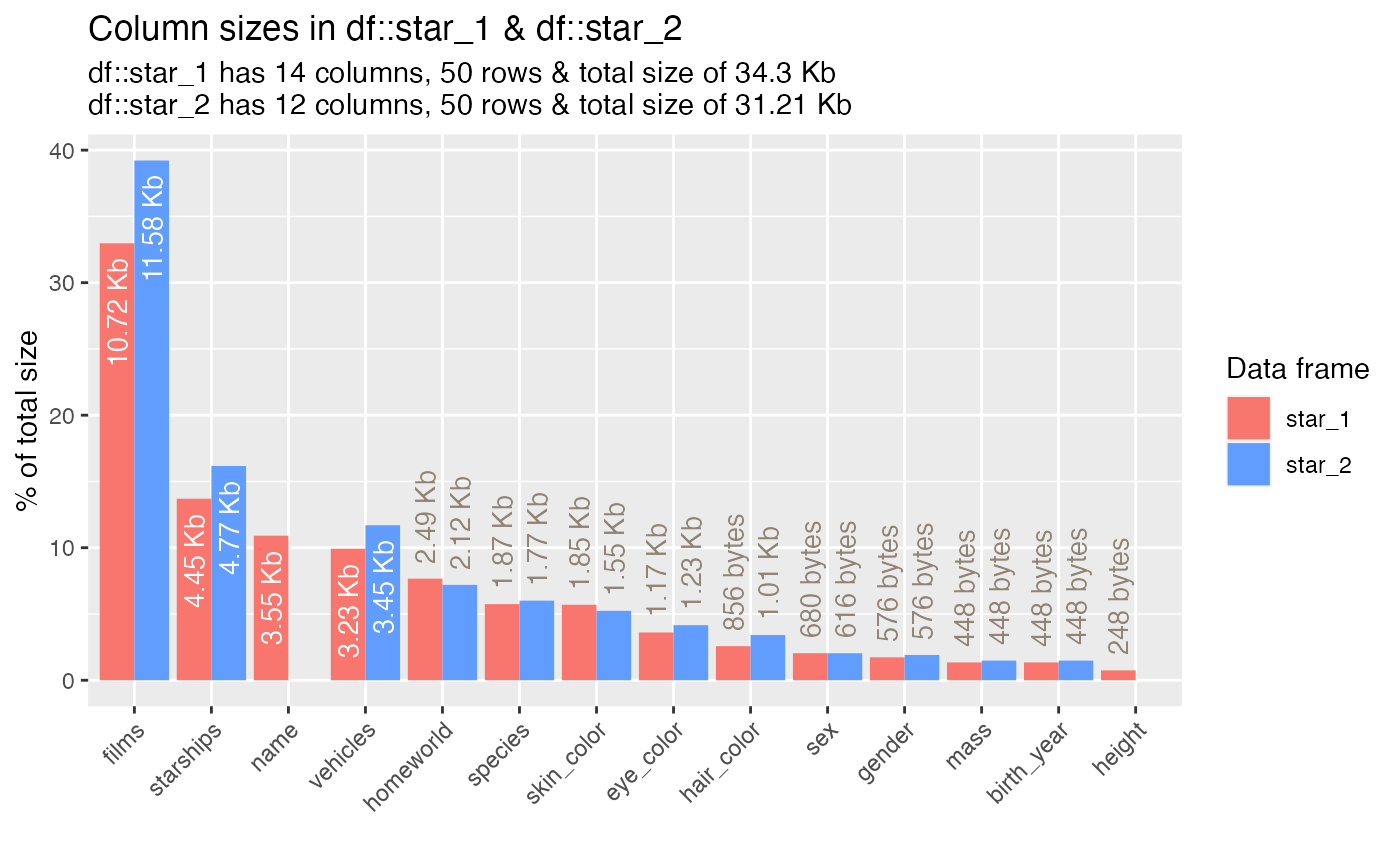 Column sizes in df::star_1 & df::star_2
df::star_1 has 14 columns, 50 rows & total size of 34.3 Kb
df::star_2 has 12 columns, 50 rows & total size of 31.21 Kb
% of total size
40
30
20
10
0
10.72 Kb
11.58 Kb
4.45 Kb
4.77 Kb
3.55 Kb
3.23 Kb
3.45 Kb
2.49 Kb
2.12 Kb
1.87 Kb
1.77 Kb
1.85 Kb
1.55 Kb
1.17 Kb
1.23 Kb
856 bytes
1.01 Kb
680 bytes
616 bytes
576 bytes
576 bytes
448 bytes
448 bytes
448 bytes
448 bytes
248 bytes
films
starships
name
vehicles
homeworld
species
skin_color
eye_color
hair_color
sex
gender
mass
birth_year
height
Data frame
star_1
star_2